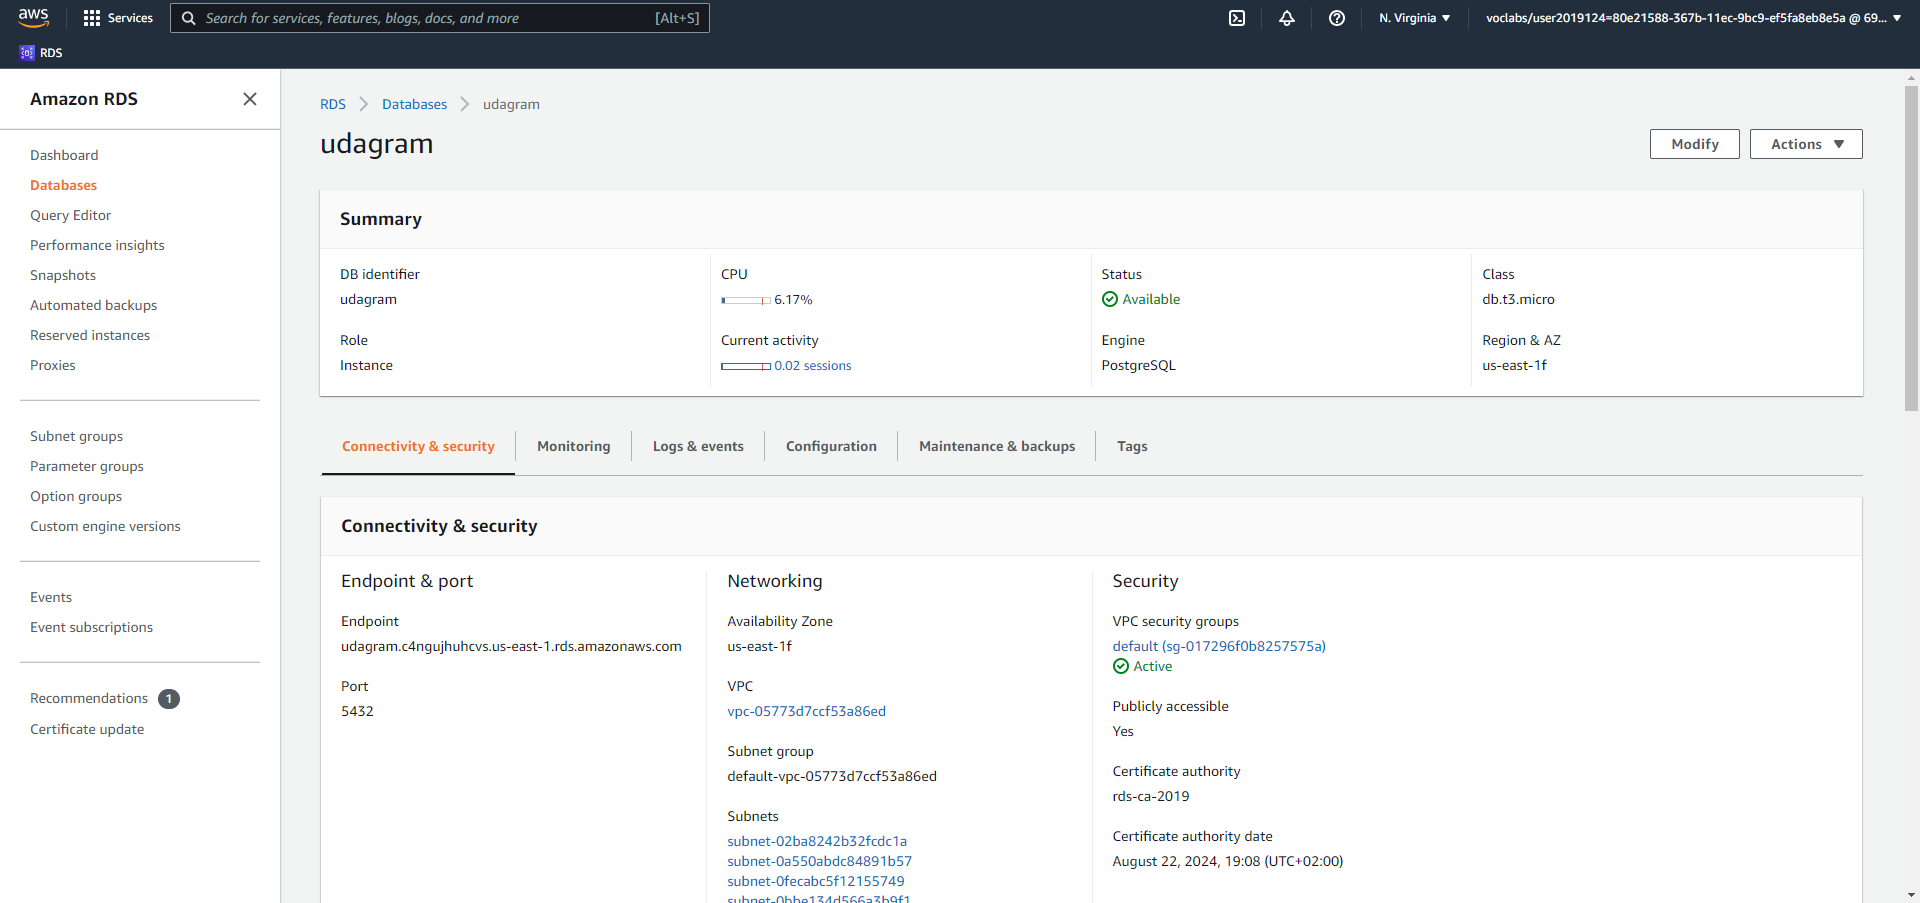 aws
Services
Search for services, features, blogs, docs, and more
[Alt+S]
N. Virginia ▼
voclabs/user2019124=80e21588-367b-11ec-9bc9-ef5fa8eb8e5a @ 69... ▼
RDS
Amazon RDS
Dashboard
Databases
Query Editor
Performance insights
Snapshots
Automated backups
Reserved instances
Proxies
Subnet groups
Parameter groups
Option groups
Custom engine versions
Events
Event subscriptions
Recommendations 1
Certificate update
RDS > Databases > udagram
udagram
Modify
Actions ▼
Summary
DB identifier
udagram
CPU
6.17%
Status
Available
Class
db.t3.micro
Role
Instance
Current activity
0.02 sessions
Engine
PostgreSQL
Region & AZ
us-east-1f
Connectivity & security
Monitoring
Logs & events
Configuration
Maintenance & backups
Tags
Connectivity & security
Endpoint & port
Endpoint
udagram.c4ngujhuhcvs.us-east-1.rds.amazonaws.com
Port
5432
Networking
Availability Zone
us-east-1f
VPC
vpc-05773d7ccf53a86ed
Subnet group
default-vpc-05773d7ccf53a86ed
Subnets
subnet-02ba8242b32fcdc1a
subnet-0a550abdc84891b57
subnet-0fecabc5f12155749
subnet-0bbe134d566a3b9f1
Security
VPC security groups
default (sg-017296f0b8257575a)
Active
Publicly accessible
Yes
Certificate authority
rds-ca-2019
Certificate authority date
August 22, 2024, 19:08 (UTC+02:00)